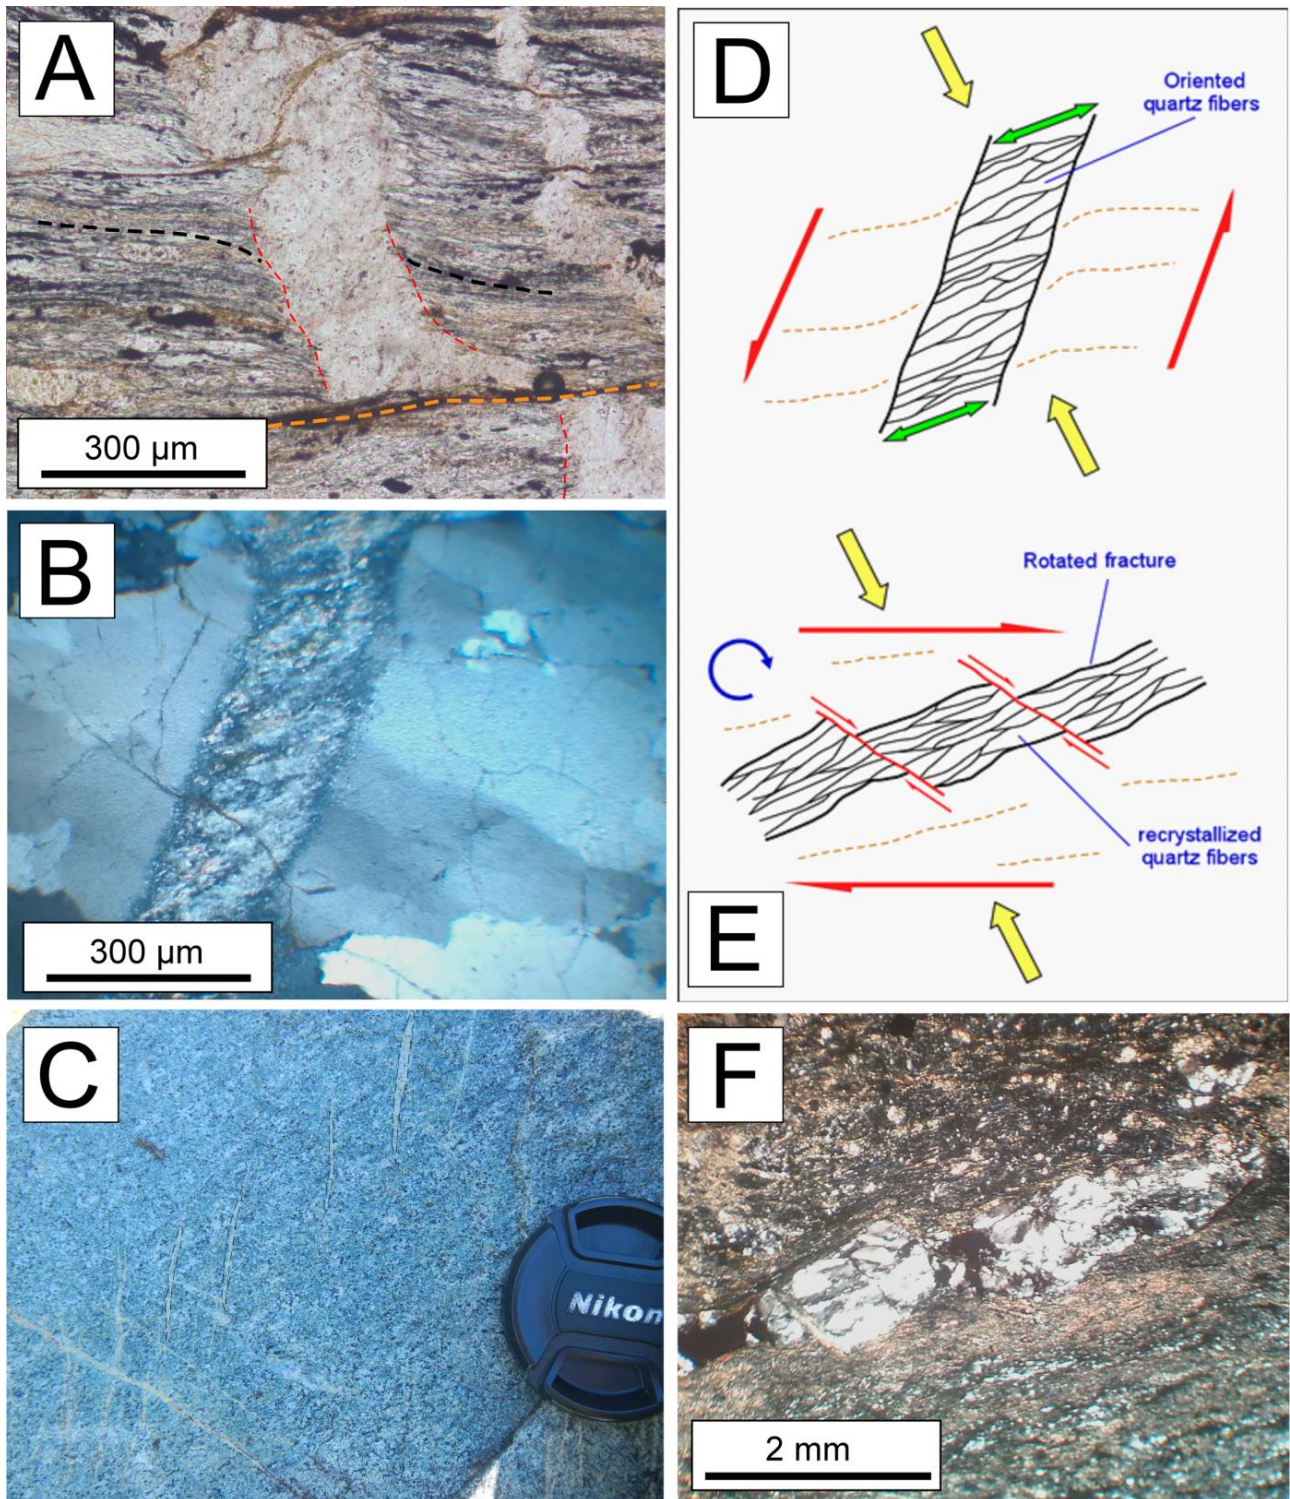 A
300 µm
B
300 µm
C
Nikon
D
Oriented
quartz fibers
Rotated fracture
recrystallized
quartz fibers
E
F
2 mm